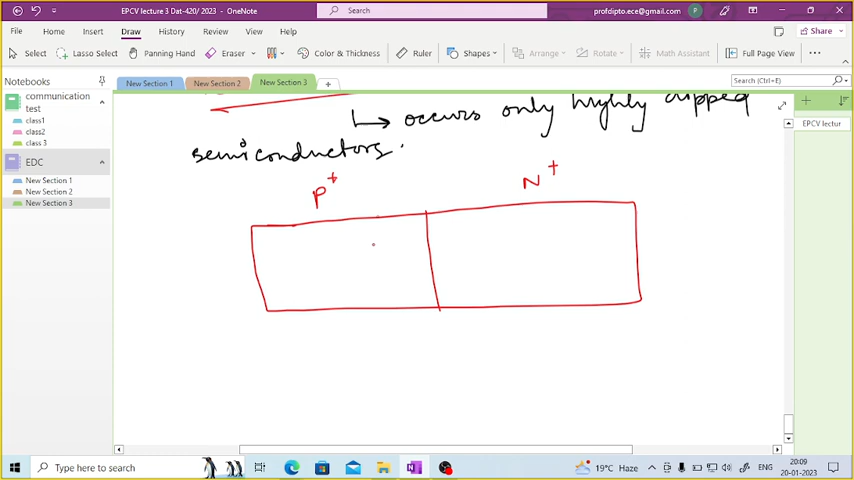 EPCV lecture 3 Dat-420/ 2023 - OneNote
Search
profdipto.ece@gmail.com
P
File
Home
Insert
Draw
History
Review
View
Help
Share
Select
Lasso Select
Panning Hand
Eraser
Color & Thickness
Ruler
Shapes
Arrange
Rotate
Math Assistant
Full Page View
Notebooks
New Section 1
New Section 2
New Section 3
+
Search (Ctrl+E)
communication
test
class1
class2
class 3
EDC
New Section 1
New Section 2
New Section 3
EPCV lectur
occurs only highly dopped
semiconductors.
P+
N+
Type here to search
19°C Haze
ENG
20:09
20-01-2023